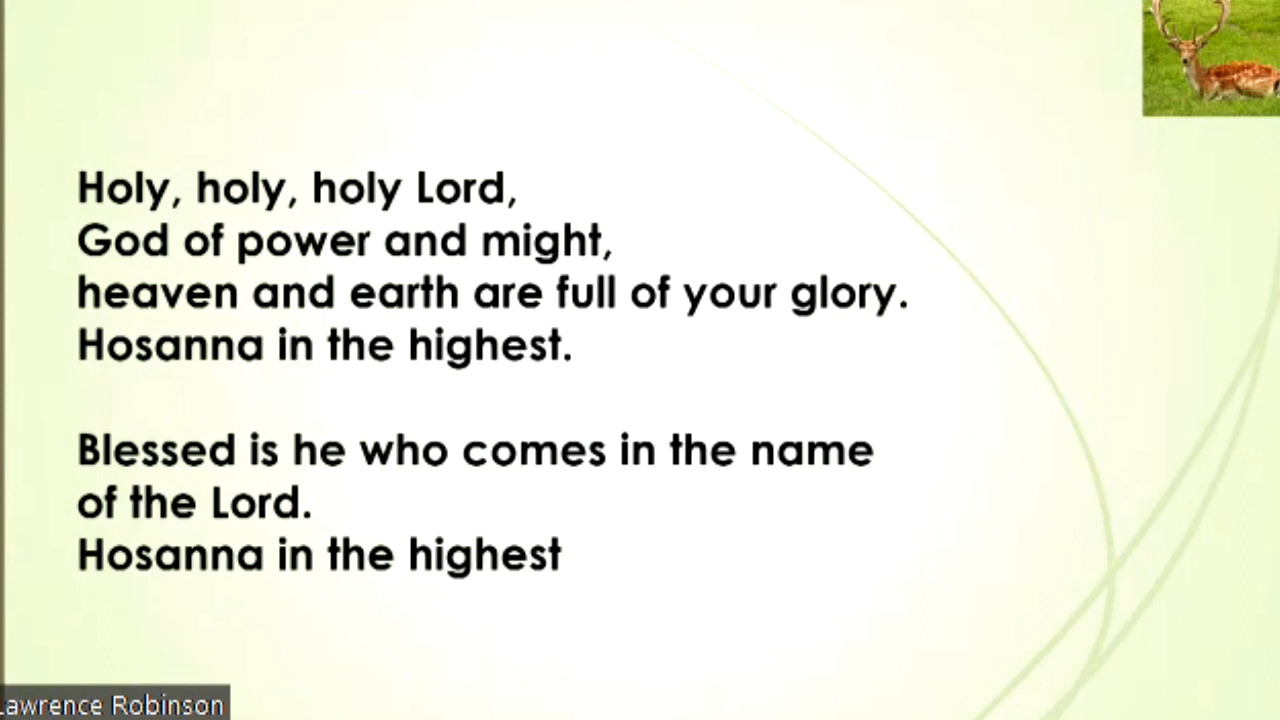 Holy, holy, holy Lord,
God of power and might,
heaven and earth are full of your glory.
Hosanna in the highest.
Blessed is he who comes in the name
of the Lord.
Hosanna in the highest
Lawrence Robinson